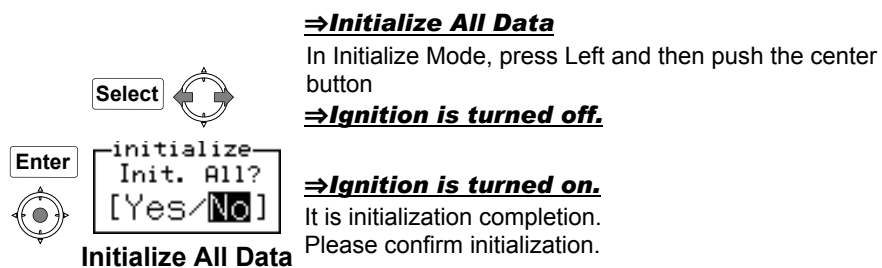 ⇒Initialize All Data
In Initialize Mode, press Left and then push the center
button
⇒Ignition is turned off.
Select
Enter
initialize
Init. All?
[Yes/No]
Initialize All Data
⇒Ignition is turned on.
It is initialization completion.
Please confirm initialization.